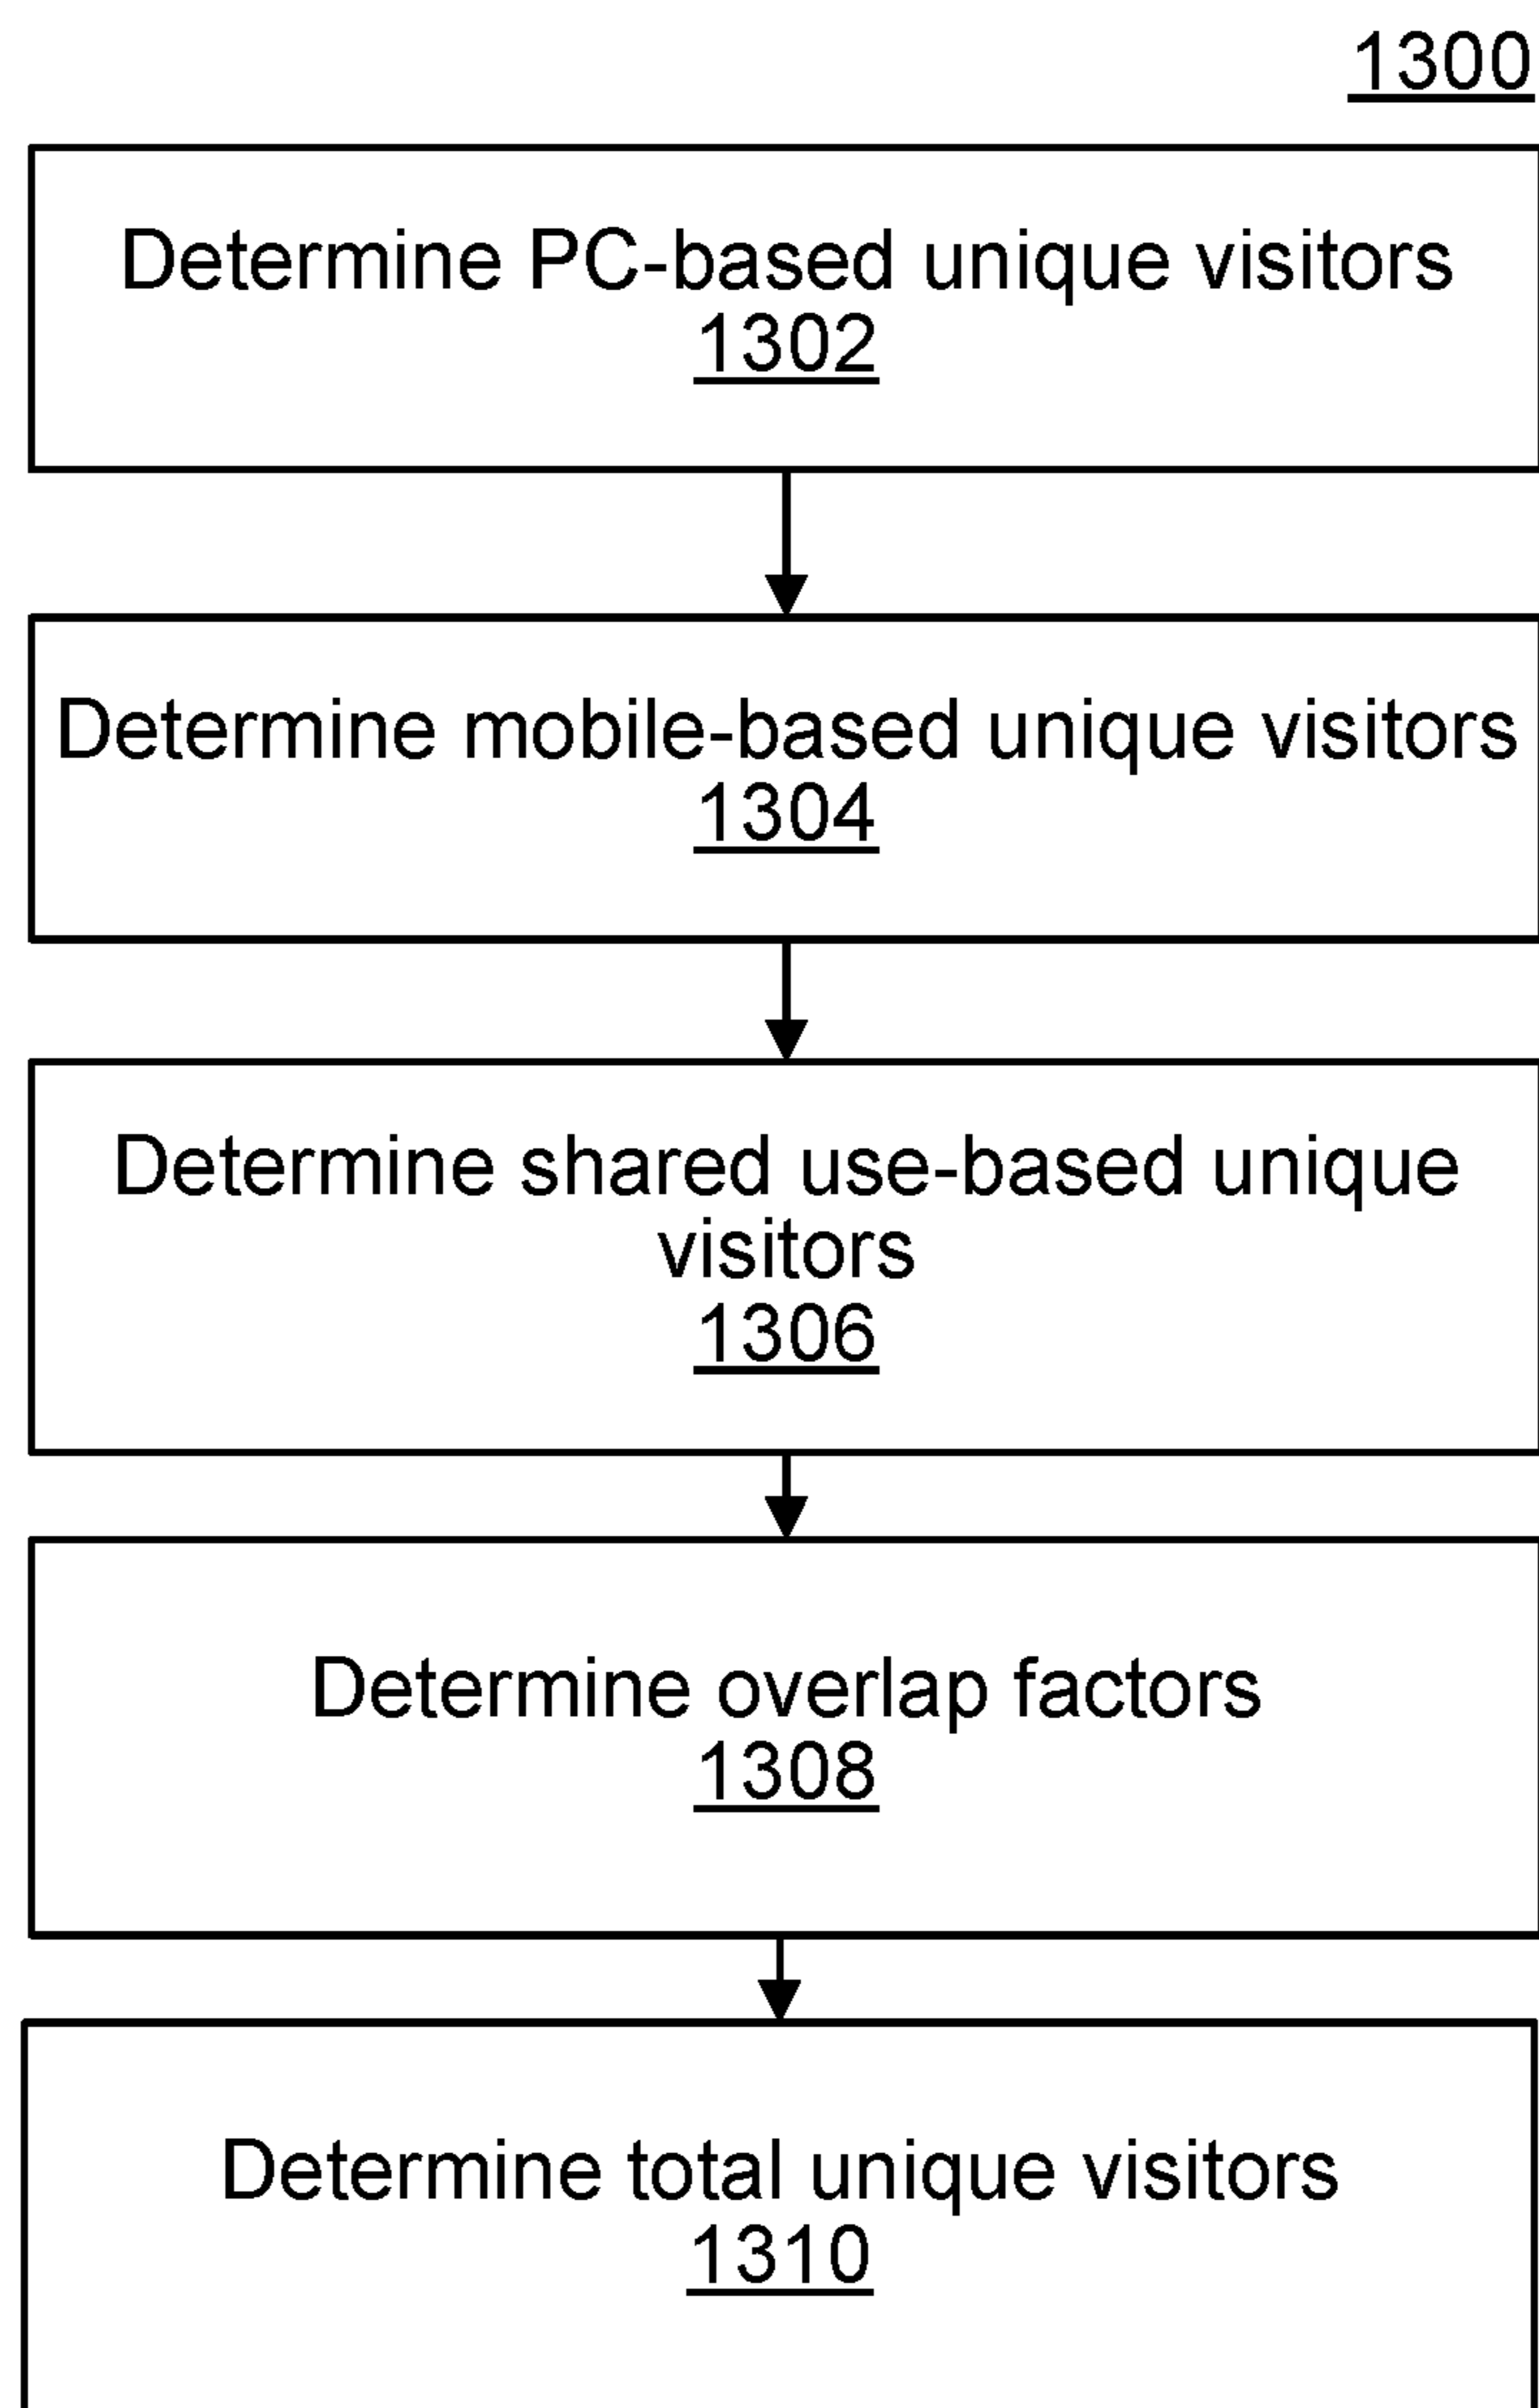 1300
Determine PC-based unique visitors
1302
Determine mobile-based unique visitors
1304
Determine shared use-based unique
visitors
1306
Determine overlap factors
1308
Determine total unique visitors
1310